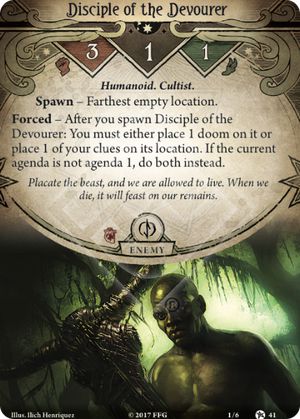 Disciple of the Devourer
3 1 1
Humanoid. Cultist.
Spawn – Farthest empty location.
Forced – After you spawn Disciple of the
Devourer: You must either place 1 doom on it or
place 1 of your clues on its location. If the current
agenda is not agenda 1, do both instead.
Placate the beast, and we are allowed to live. When we
die, it will feast on our remains.
ENEMY
Illus. Ilich Henriquez
© 2017 FFG
1/6
41